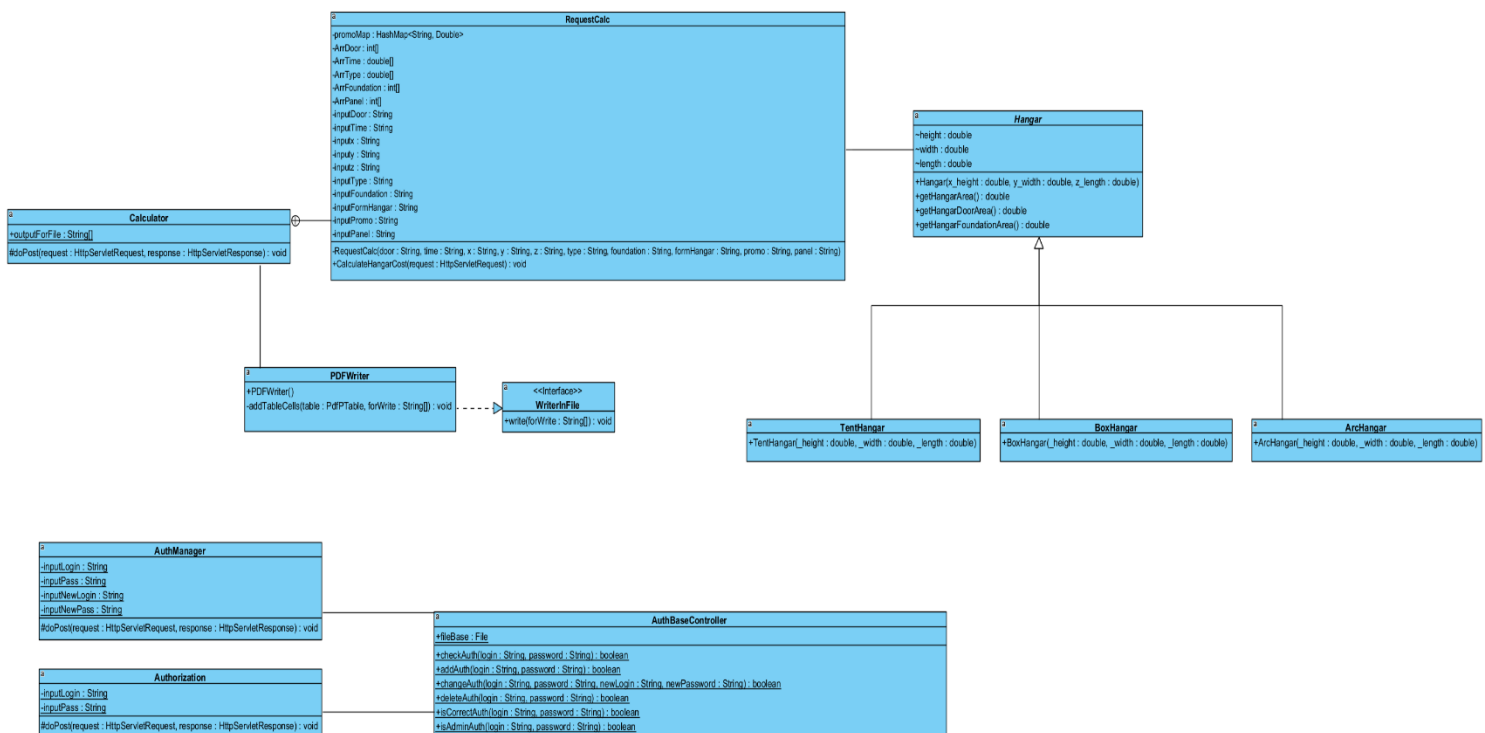 RequestCalc
-promoMap : HashMap<String, Double>
-ArrDoor : int[]
-ArrTime : double[]
-ArrType : double[]
-ArrFoundation : int[]
-ArrPanel : int[]
-inputDoor : String
-inputTime : String
-inputx : String
-inputy : String
-inputz : String
-inputType : String
-inputFoundation : String
-inputFormHangar : String
-inputPromo : String
-inputPanel : String
-RequestCalc(door : String, time : String, x : String, y : String, z : String, type : String, foundation : String, formHangar : String, promo : String, panel : String)
+CalculateHangarCost(request : HttpServletRequest) : void
Hangar
~height : double
~width : double
~length : double
+Hangar(x_height : double, y_width : double, z_length : double)
+getHangarArea() : double
+getHangarDoorArea() : double
+getHangarFoundationArea() : double
Calculator
+outputForFile : String[]
#doPost(request : HttpServletRequest, response : HttpServletResponse) : void
PDFWriter
+PDFWriter()
-addTableCells(table : PdfPTable, forWrite : String[]) : void
<<Interface>>
WriterInFile
+write(forWrite : String[]) : void
TentHangar
+TentHangar(_height : double, _width : double, _length : double)
BoxHangar
+BoxHangar(_height : double, _width : double, _length : double)
ArcHangar
+ArcHangar(_height : double, _width : double, _length : double)
AuthManager
-inputLogin : String
-inputPass : String
-inputNewLogin : String
-inputNewPass : String
#doPost(request : HttpServletRequest, response : HttpServletResponse) : void
Authorization
-inputLogin : String
-inputPass : String
#doPost(request : HttpServletRequest, response : HttpServletResponse) : void
AuthBaseController
+fileBase : File
+checkAuth(login : String, password : String) : boolean
+addAuth(login : String, password : String) : boolean
+changeAuth(login : String, password : String, newLogin : String, newPassword : String) : boolean
+deleteAuth(login : String, password : String) : boolean
+isCorrectAuth(login : String, password : String) : boolean
+isAdminAuth(login : String, password : String) : boolean